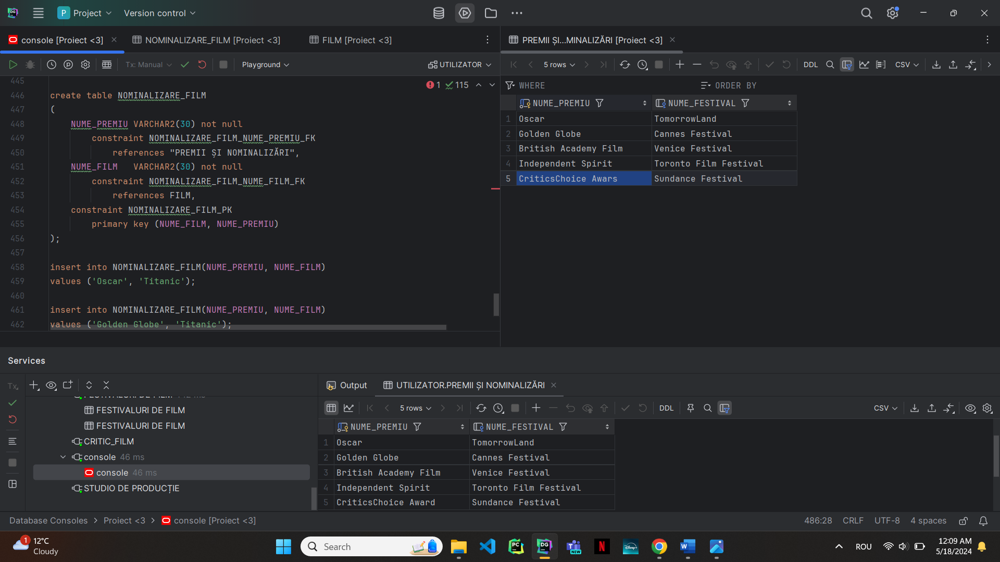 P Project Version control
console [Proiect <3] NOMINALIZARE_FILM [Proiect <3] FILM [Proiect <3]
PREMII ȘI...MINALIZĂRI [Proiect <3]
Tx: Manual Playground UTILIZATOR
5 rows DDL CSV
445
1 115
WHERE ORDER BY
446 create table NOMINALIZARE_FILM
447 (
448 NUME_PREMIU VARCHAR2(30) not null
449 constraint NOMINALIZARE_FILM_NUME_PREMIU_FK
450 references "PREMII ȘI NOMINALIZĂRI",
451 NUME_FILM VARCHAR2(30) not null
452 constraint NOMINALIZARE_FILM_NUME_FILM_FK
453 references FILM,
454 constraint NOMINALIZARE_FILM_PK
455 primary key (NUME_FILM, NUME_PREMIU)
456 );
457
458 insert into NOMINALIZARE_FILM(NUME_PREMIU, NUME_FILM)
459 values ('Oscar', 'Titanic');
460
461 insert into NOMINALIZARE_FILM(NUME_PREMIU, NUME_FILM)
462 values ('Golden Globe', 'Titanic');
NUME_PREMIU NUME_FESTIVAL
1 Oscar TomorrowLand
2 Golden Globe Cannes Festival
3 British Academy Film Venice Festival
4 Independent Spirit Toronto Film Festival
5 CriticsChoice Awars Sundance Festival
Services
Tx
FESTIVALURI DE FILM
FESTIVALURI DE FILM
FESTIVALURI DE FILM
CRITIC_FILM
console 46 ms
console 46 ms
STUDIO DE PRODUCȚIE
Output UTILIZATOR.PREMII ȘI NOMINALIZĂRI
5 rows DDL CSV
NUME_PREMIU NUME_FESTIVAL
1 Oscar TomorrowLand
2 Golden Globe Cannes Festival
3 British Academy Film Venice Festival
4 Independent Spirit Toronto Film Festival
5 CriticsChoice Award Sundance Festival
Database Consoles > Proiect <3 > console [Proiect <3]
486:28 CRLF UTF-8 4 spaces
1 12°C
Cloudy
Search
PC
DG
NEW
N
Disney+
W
ROU
12:09 AM
5/18/2024